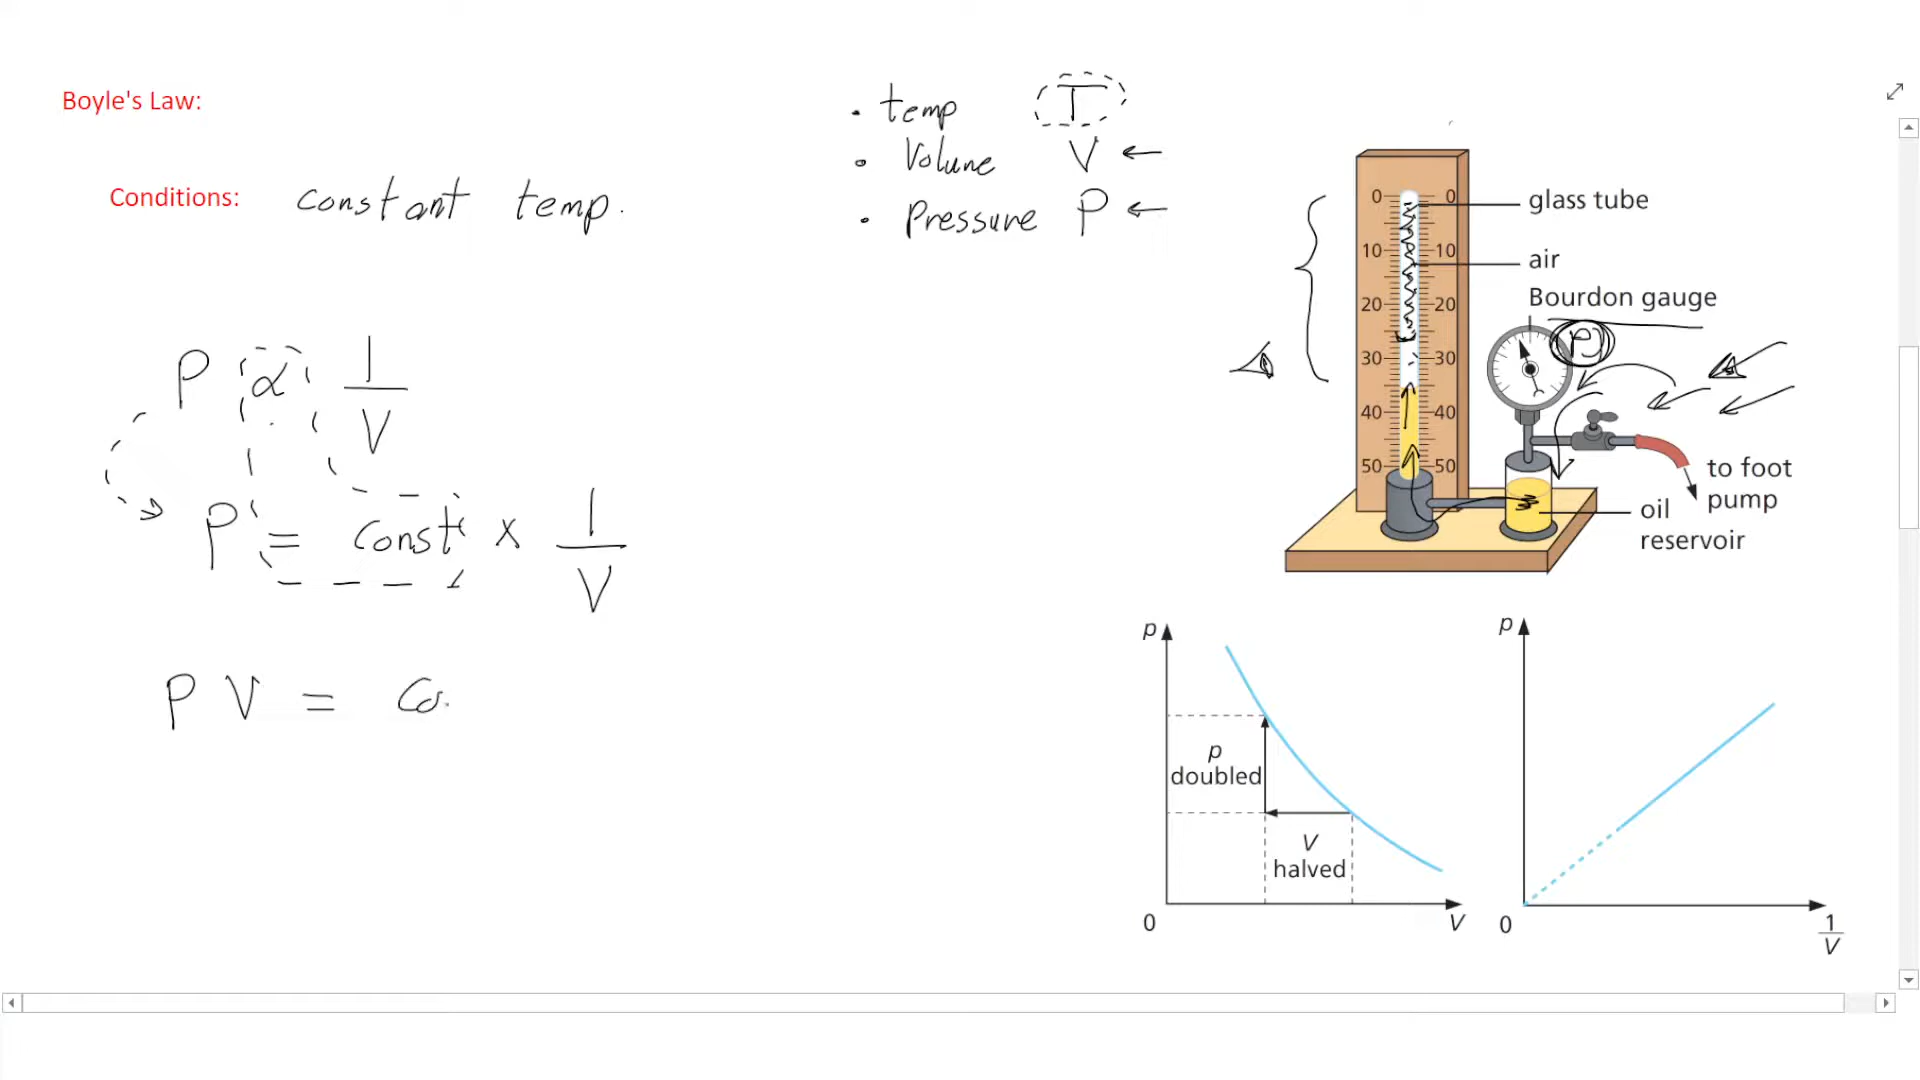 Boyle's Law:
Conditions: constant temp.
• temp T
• Volume V ←
• Pressure P ←
P α 1/V
P = const × 1/V
P V = co
0 0
10 10
20 20
30 30
40 40
50 50
glass tube
air
Bourdon gauge
P
to foot
pump
oil
reservoir
p
p
doubled
V
halved
0
V
p
0
1/V